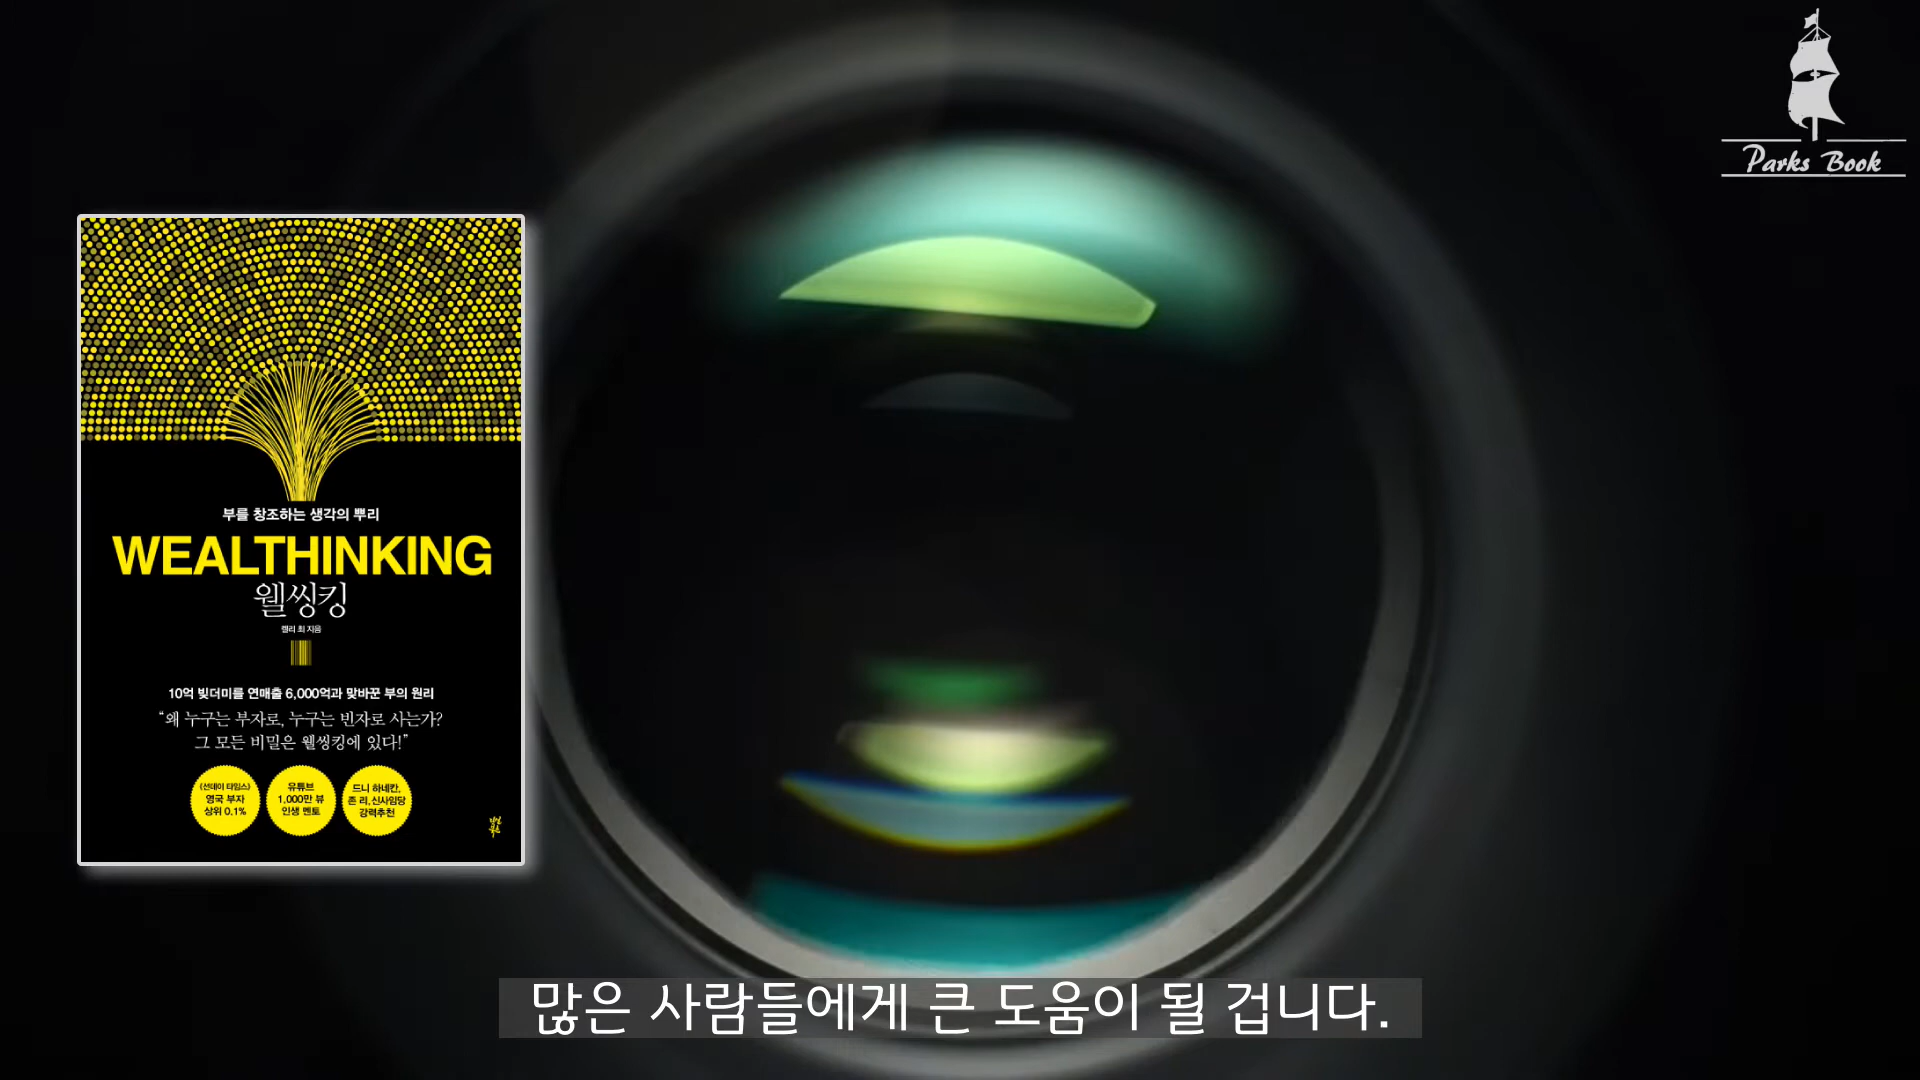 Parks Book
부를 창조하는 생각의 뿌리
WEALTHINKING
웰씽킹
켈리 최 지음
10억 빚더미를 연매출 6,000억과 맞바꾼 부의 원리
“왜 누구는 부자로, 누구는 빈자로 사는가?
그 모든 비밀은 웰씽킹에 있다!”
《선데이 타임스》
영국 부자
상위 0.1%
유튜브
1,000만 뷰
인생 멘토
드니 하네칸,
존 리, 신사임당
강력추천
많은 사람들에게 큰 도움이 될 겁니다.